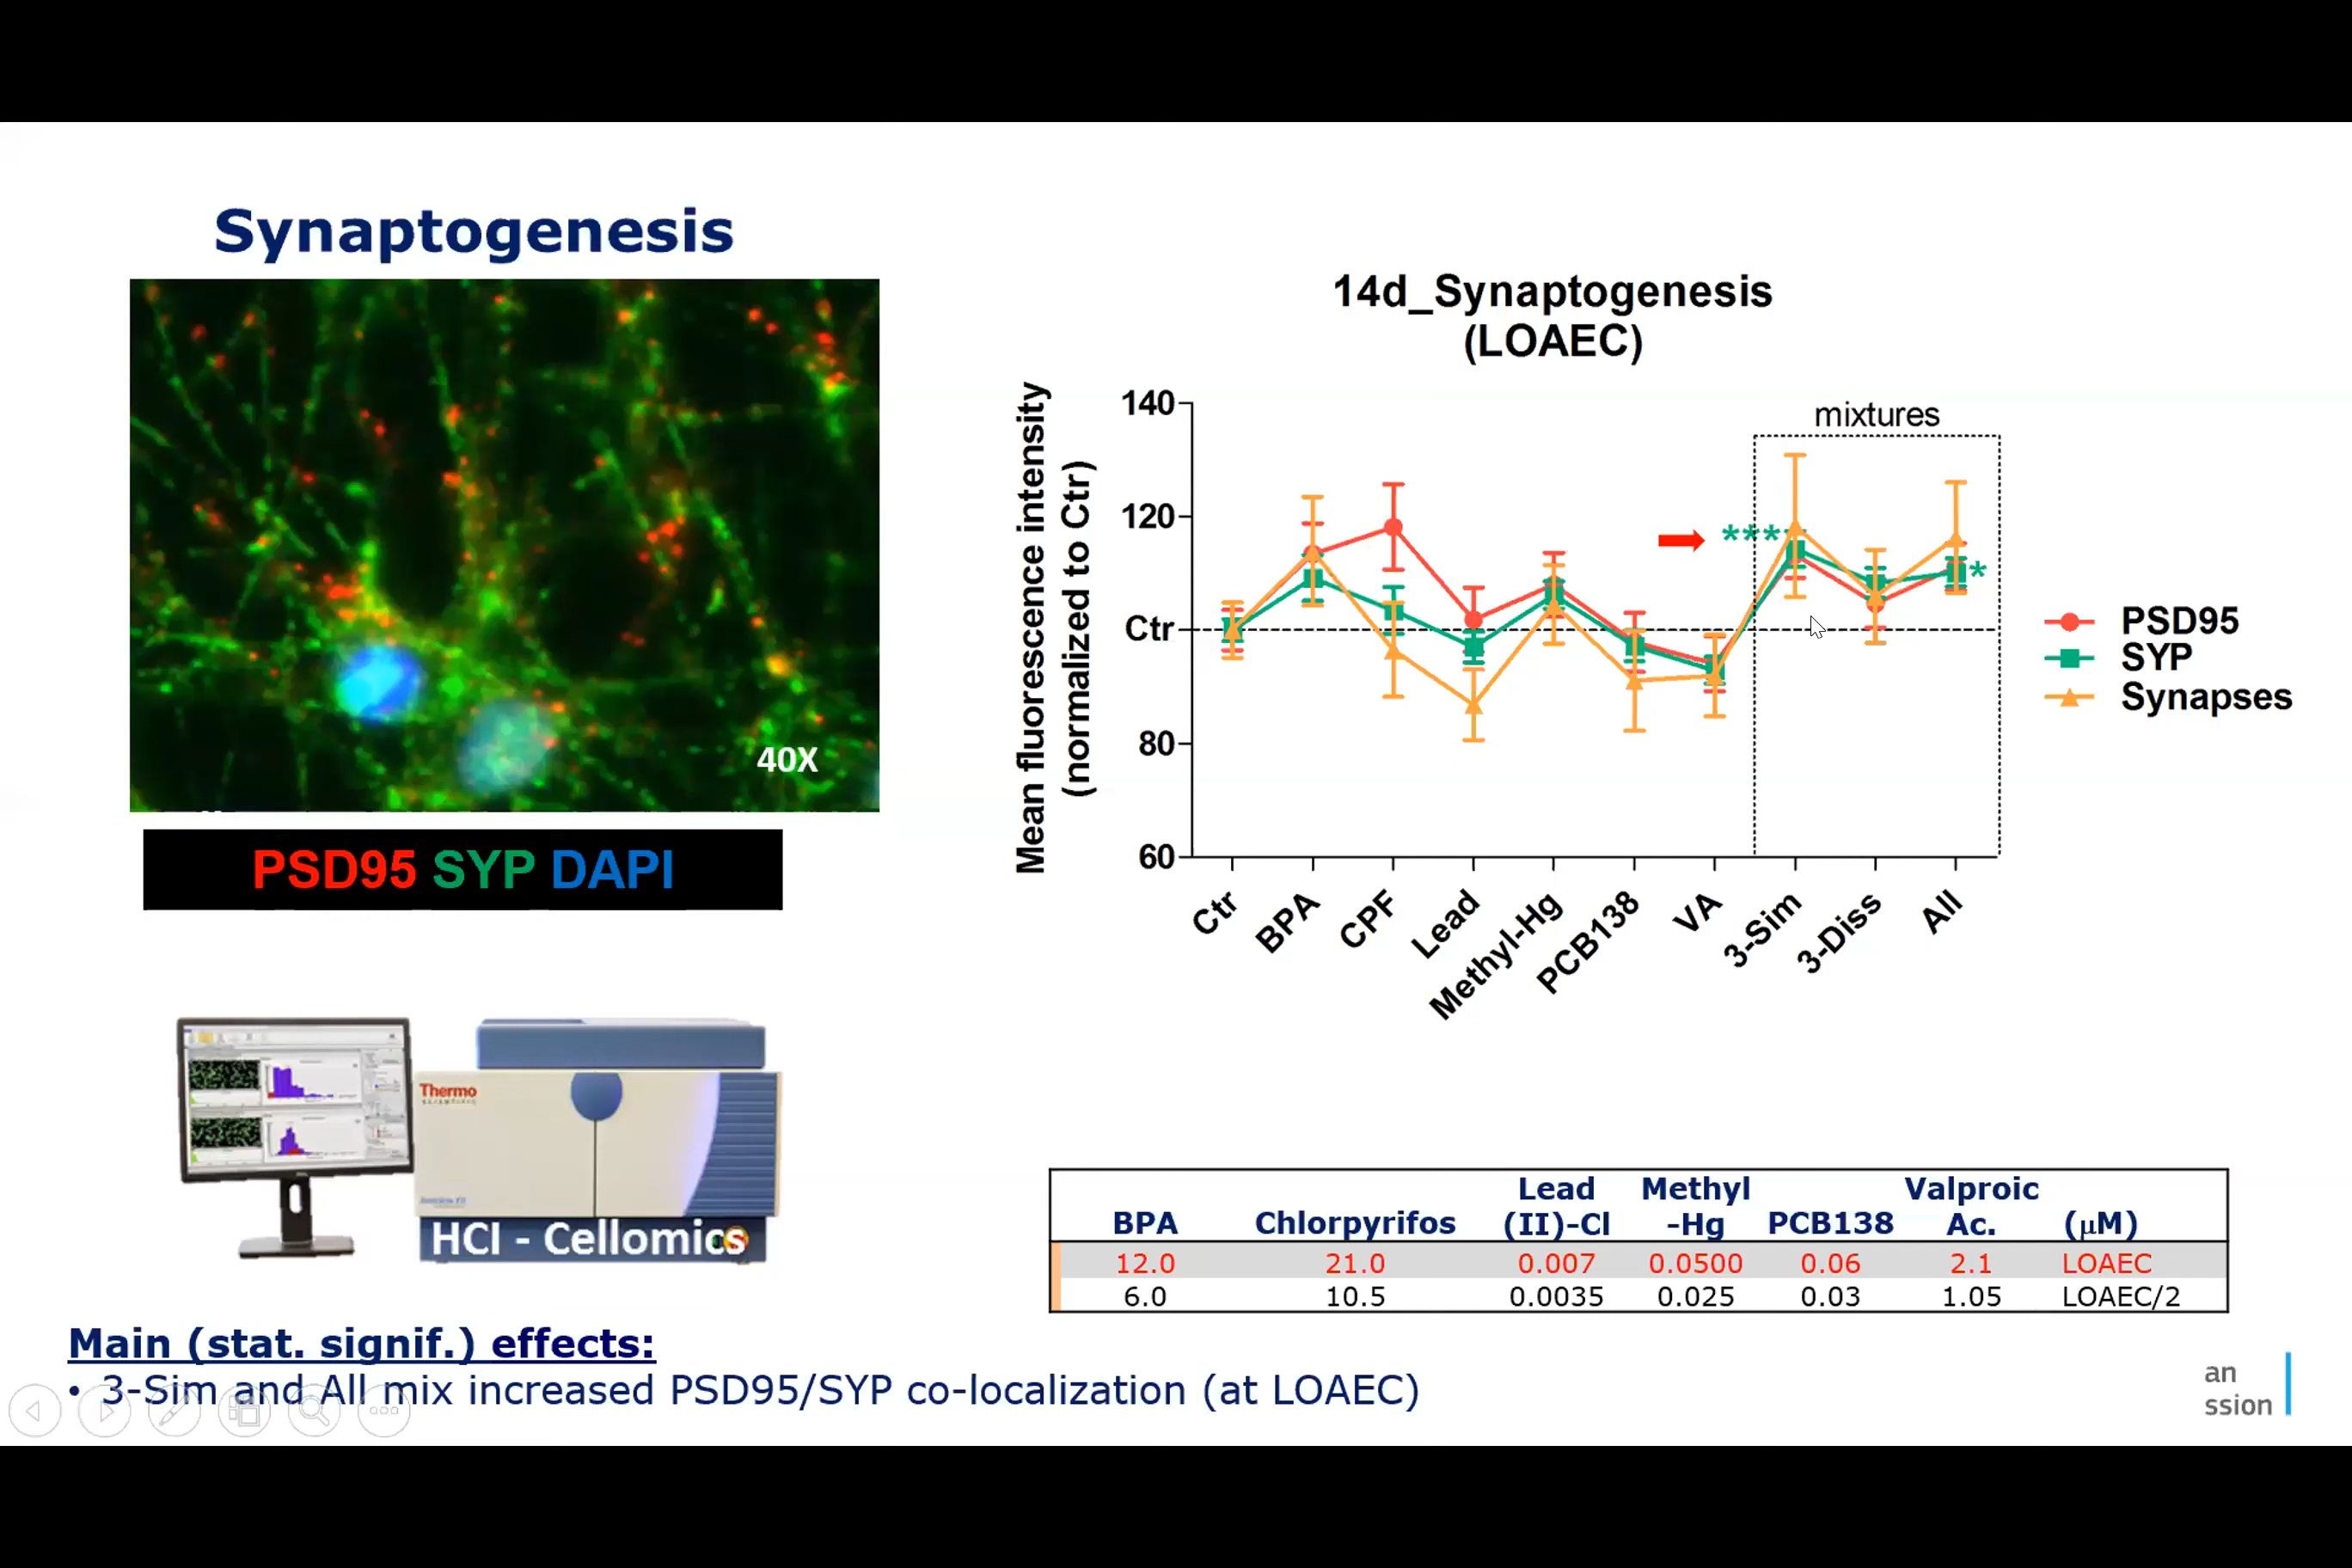 Synaptogenesis
40X
PSD95 SYP DAPI
Thermo
SCIENTIFIC
HCI - Cellomics
14d_Synaptogenesis
(LOAEC)
Mean fluorescence intensity
(normalized to Ctr)
140
120
Ctr
80
60
mixtures
****
*
Ctr
BPA
CPF
Lead
Methyl-Hg
PCB138
VA
3-Sim
3-Diss
All
PSD95
SYP
Synapses
Lead Methyl Valproic
BPA Chlorpyrifos (II)-Cl -Hg PCB138 Ac. (µM)
12.0 21.0 0.007 0.0500 0.06 2.1 LOAEC
6.0 10.5 0.0035 0.025 0.03 1.05 LOAEC/2
Main (stat. signif.) effects:
• 3-Sim and All mix increased PSD95/SYP co-localization (at LOAEC)
an
ssion